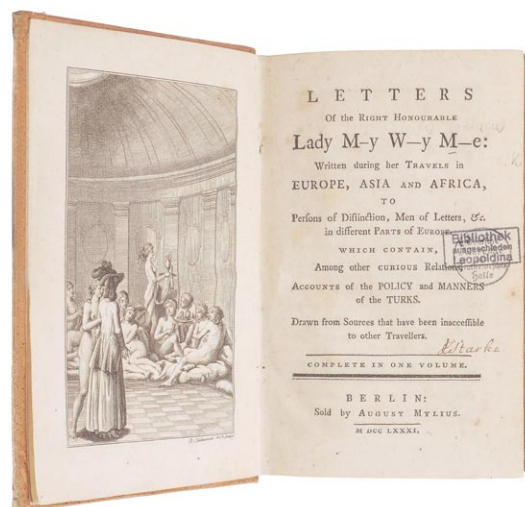 LETTERS
Of the RIGHT HONOURABLE
Lady M–y W––y M––e:
Written during her TRAVELS in
EUROPE, ASIA AND AFRICA,
TO
Perſons of Diſtinction, Men of Letters, &c.
in different PARTS of EUROPE.
WHICH CONTAIN,
Among other CURIOUS Relations,
ACCOUNTS of the POLICY and MANNERS
of the TURKS.
Drawn from Sources that have been inacceſſible
to other Travellers.
COMPLETE IN ONE VOLUME.
BERLIN:
Sold by AUGUST MYLIUS.
M DCC LXXXI.
Bibliothek
ausgeschieden
Leopoldina
Halle
Starke